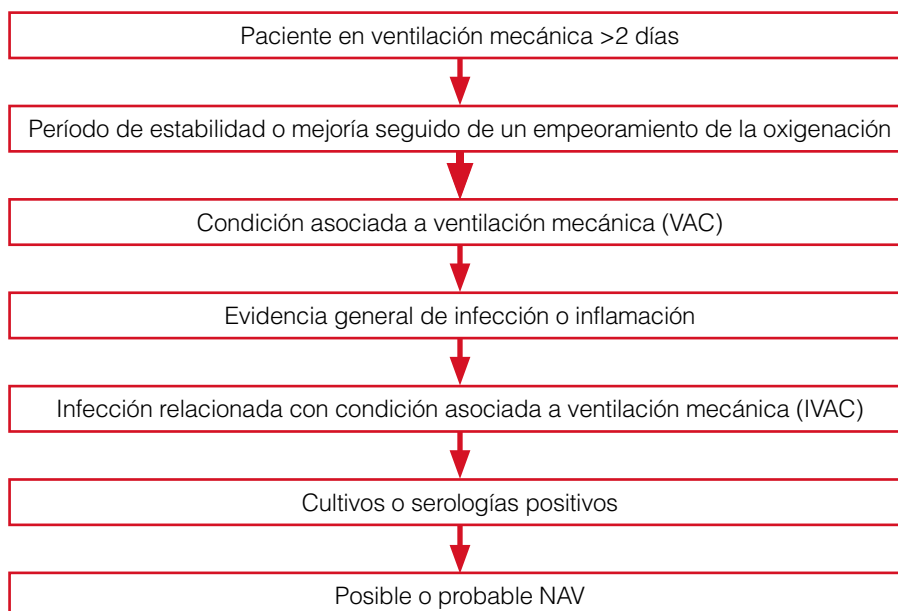 Paciente en ventilación mecánica >2 días
Período de estabilidad o mejoría seguido de un empeoramiento de la oxigenación
Condición asociada a ventilación mecánica (VAC)
Evidencia general de infección o inflamación
Infección relacionada con condición asociada a ventilación mecánica (IVAC)
Cultivos o serologías positivos
Posible o probable NAV